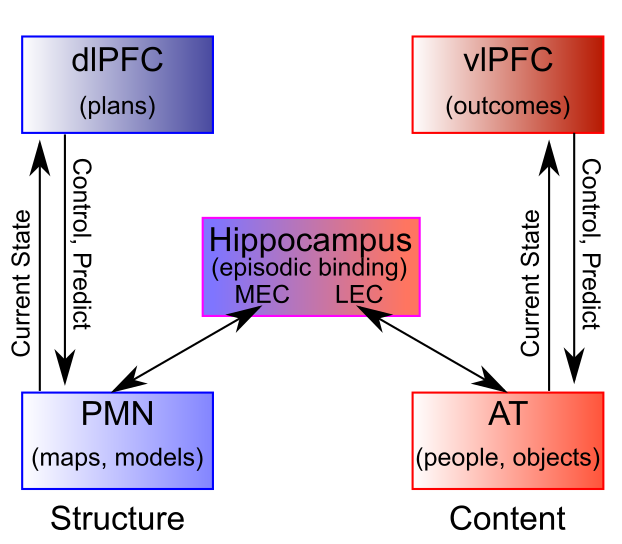 dlPFC
(plans)
vlPFC
(outcomes)
Current State
Control, Predict
Hippocampus
(episodic binding)
MEC LEC
Current State
Control, Predict
PMN
(maps, models)
AT
(people, objects)
Structure
Content